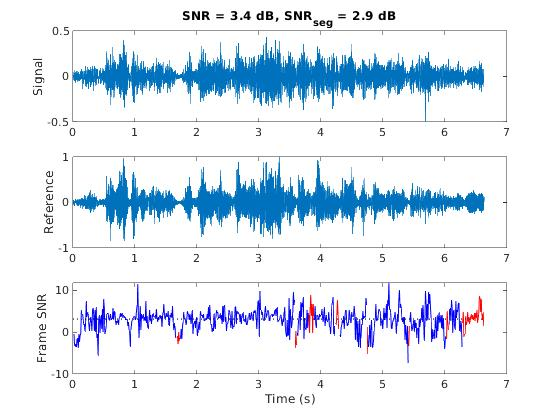 SNR = 3.4 dB, SNRseg = 2.9 dB
0.5
Signal
0
-0.5
0 1 2 3 4 5 6 7
1
Reference
0
-1
0 1 2 3 4 5 6 7
10
Frame SNR
0
-10
0 1 2 3 4 5 6 7
Time (s)